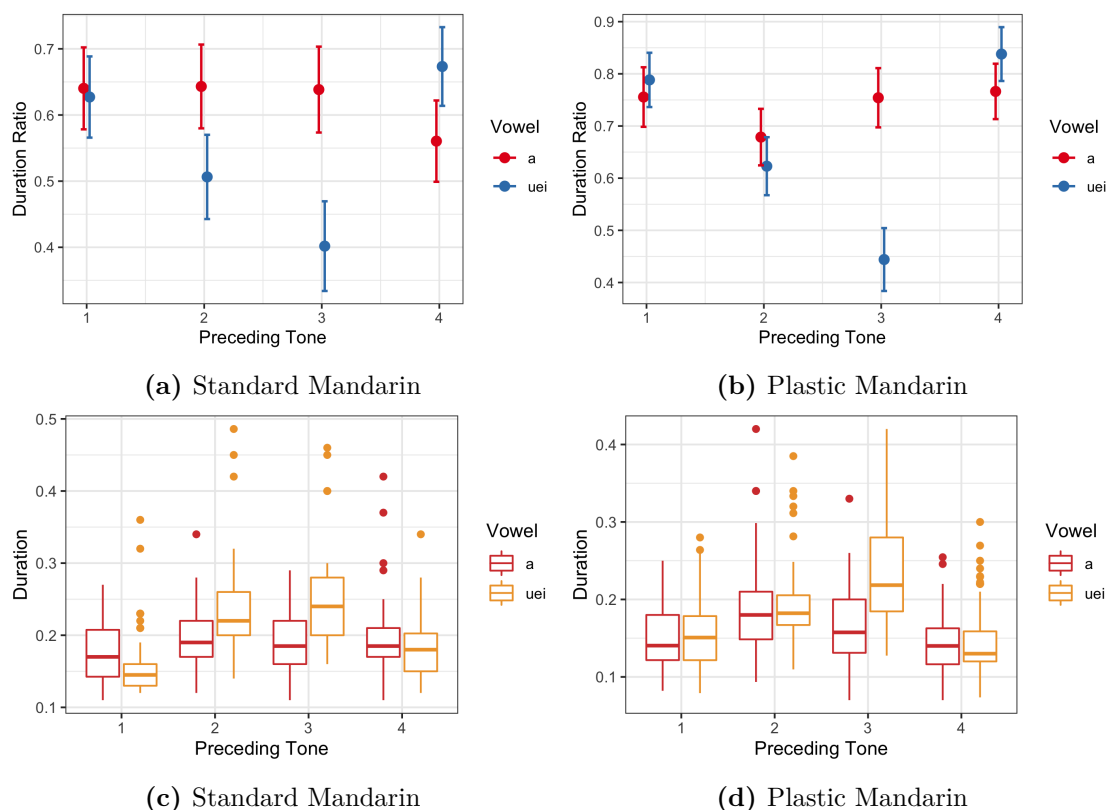 0.7
0.6
0.5
0.4
Duration Ratio
1 2 3 4
Preceding Tone
Vowel
a
uei
(a) Standard Mandarin
0.9
0.8
0.7
0.6
0.5
0.4
Duration Ratio
1 2 3 4
Preceding Tone
Vowel
a
uei
(b) Plastic Mandarin
0.5
0.4
0.3
0.2
0.1
Duration
1 2 3 4
Preceding Tone
Vowel
a
uei
(c) Standard Mandarin
0.4
0.3
0.2
0.1
Duration
1 2 3 4
Preceding Tone
Vowel
a
uei
(d) Plastic Mandarin